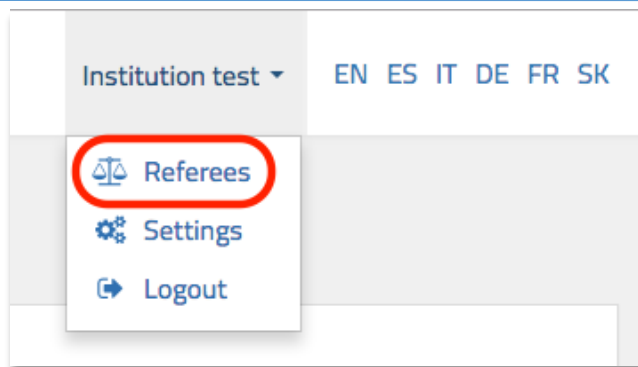 Institution test EN ES IT DE FR SK
Referees
Settings
Logout